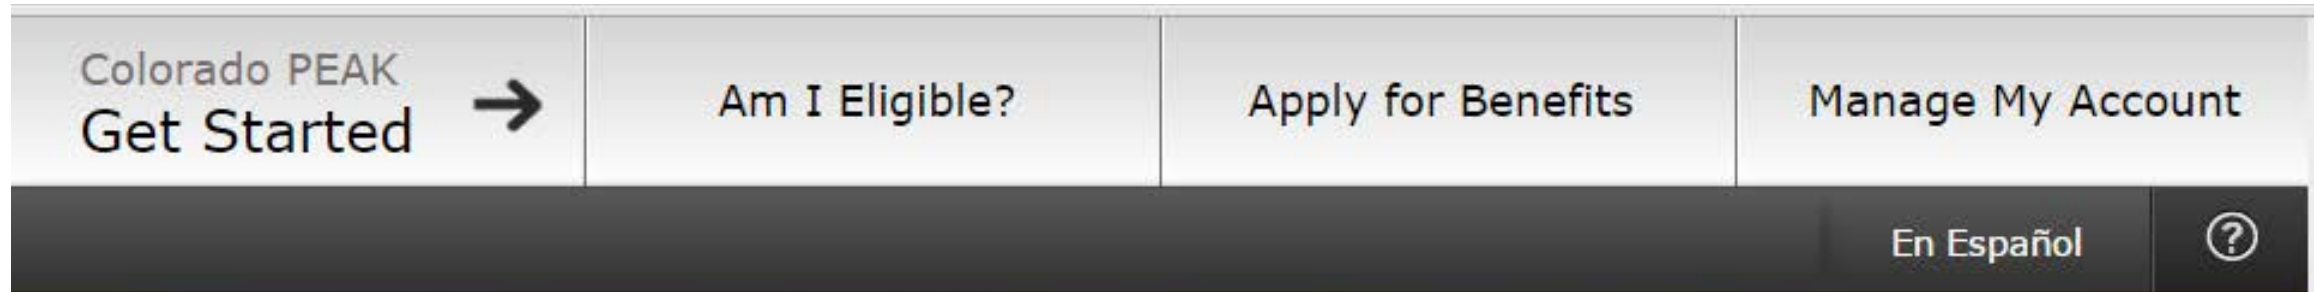 Colorado PEAK
Get Started
Am I Eligible?
Apply for Benefits
Manage My Account
En Español
?